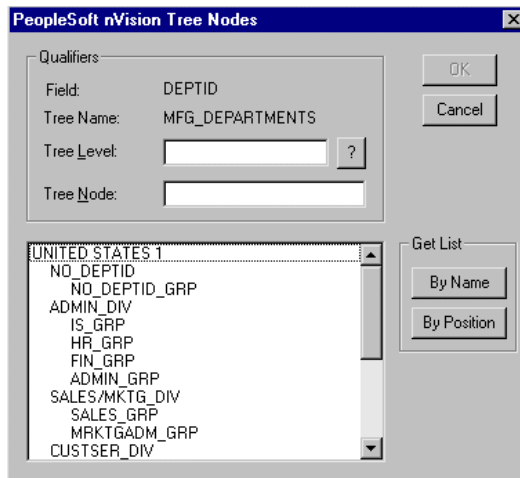 PeopleSoft nVision Tree Nodes
Qualifiers
Field: DEPTID
Tree Name: MFG_DEPARTMENTS
Tree Level: ?
Tree Node:
OK
Cancel
UNITED STATES 1
NO_DEPTID
NO_DEPTID_GRP
ADMIN_DIV
IS_GRP
HR_GRP
FIN_GRP
ADMIN_GRP
SALES/MKTG_DIV
SALES_GRP
MRKTGADM_GRP
CUSTSER_DIV
Get List
By Name
By Position